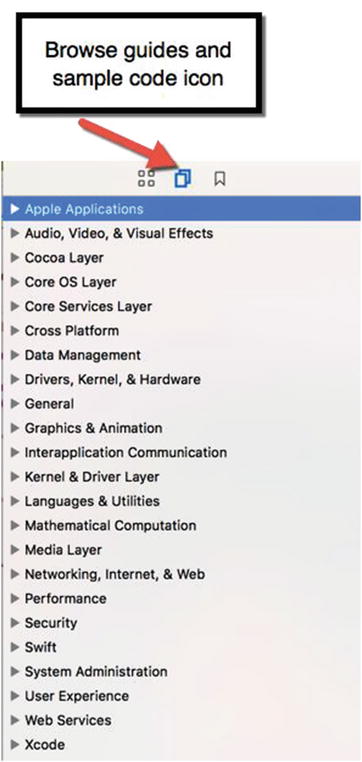 Browse guides and
sample code icon
Apple Applications
Audio, Video, & Visual Effects
Cocoa Layer
Core OS Layer
Core Services Layer
Cross Platform
Data Management
Drivers, Kernel, & Hardware
General
Graphics & Animation
Interapplication Communication
Kernel & Driver Layer
Languages & Utilities
Mathematical Computation
Media Layer
Networking, Internet, & Web
Performance
Security
Swift
System Administration
User Experience
Web Services
Xcode